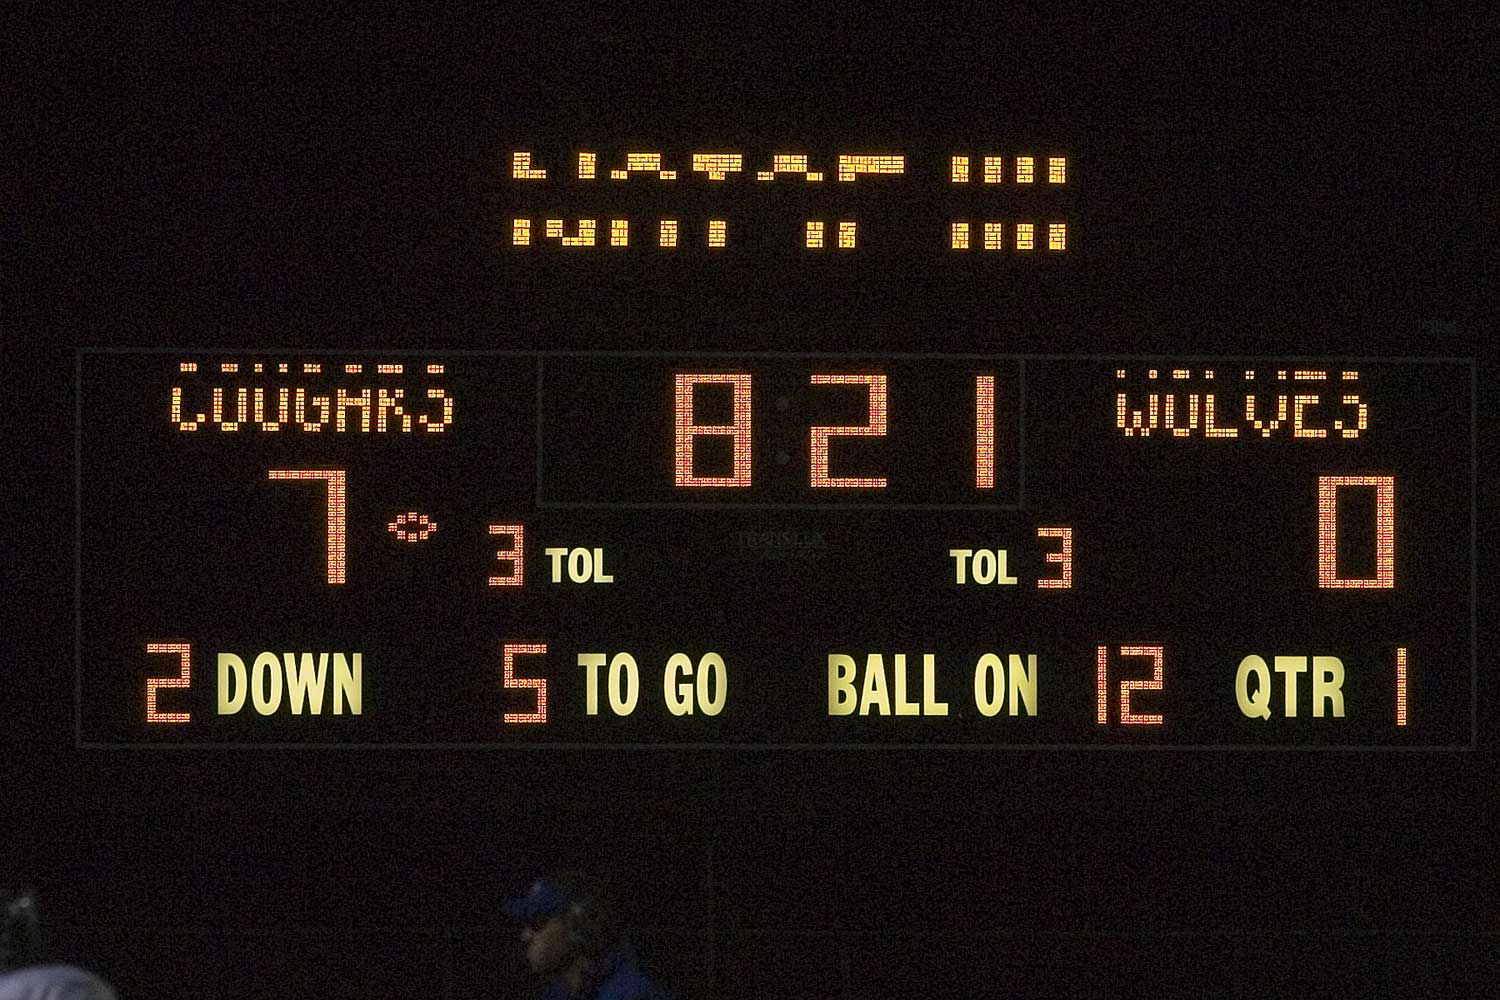 COUGARS 8:21 WOLVES
7 3 TOL TOL 3 0
2 DOWN 5 TO GO BALL ON 12 QTR 1